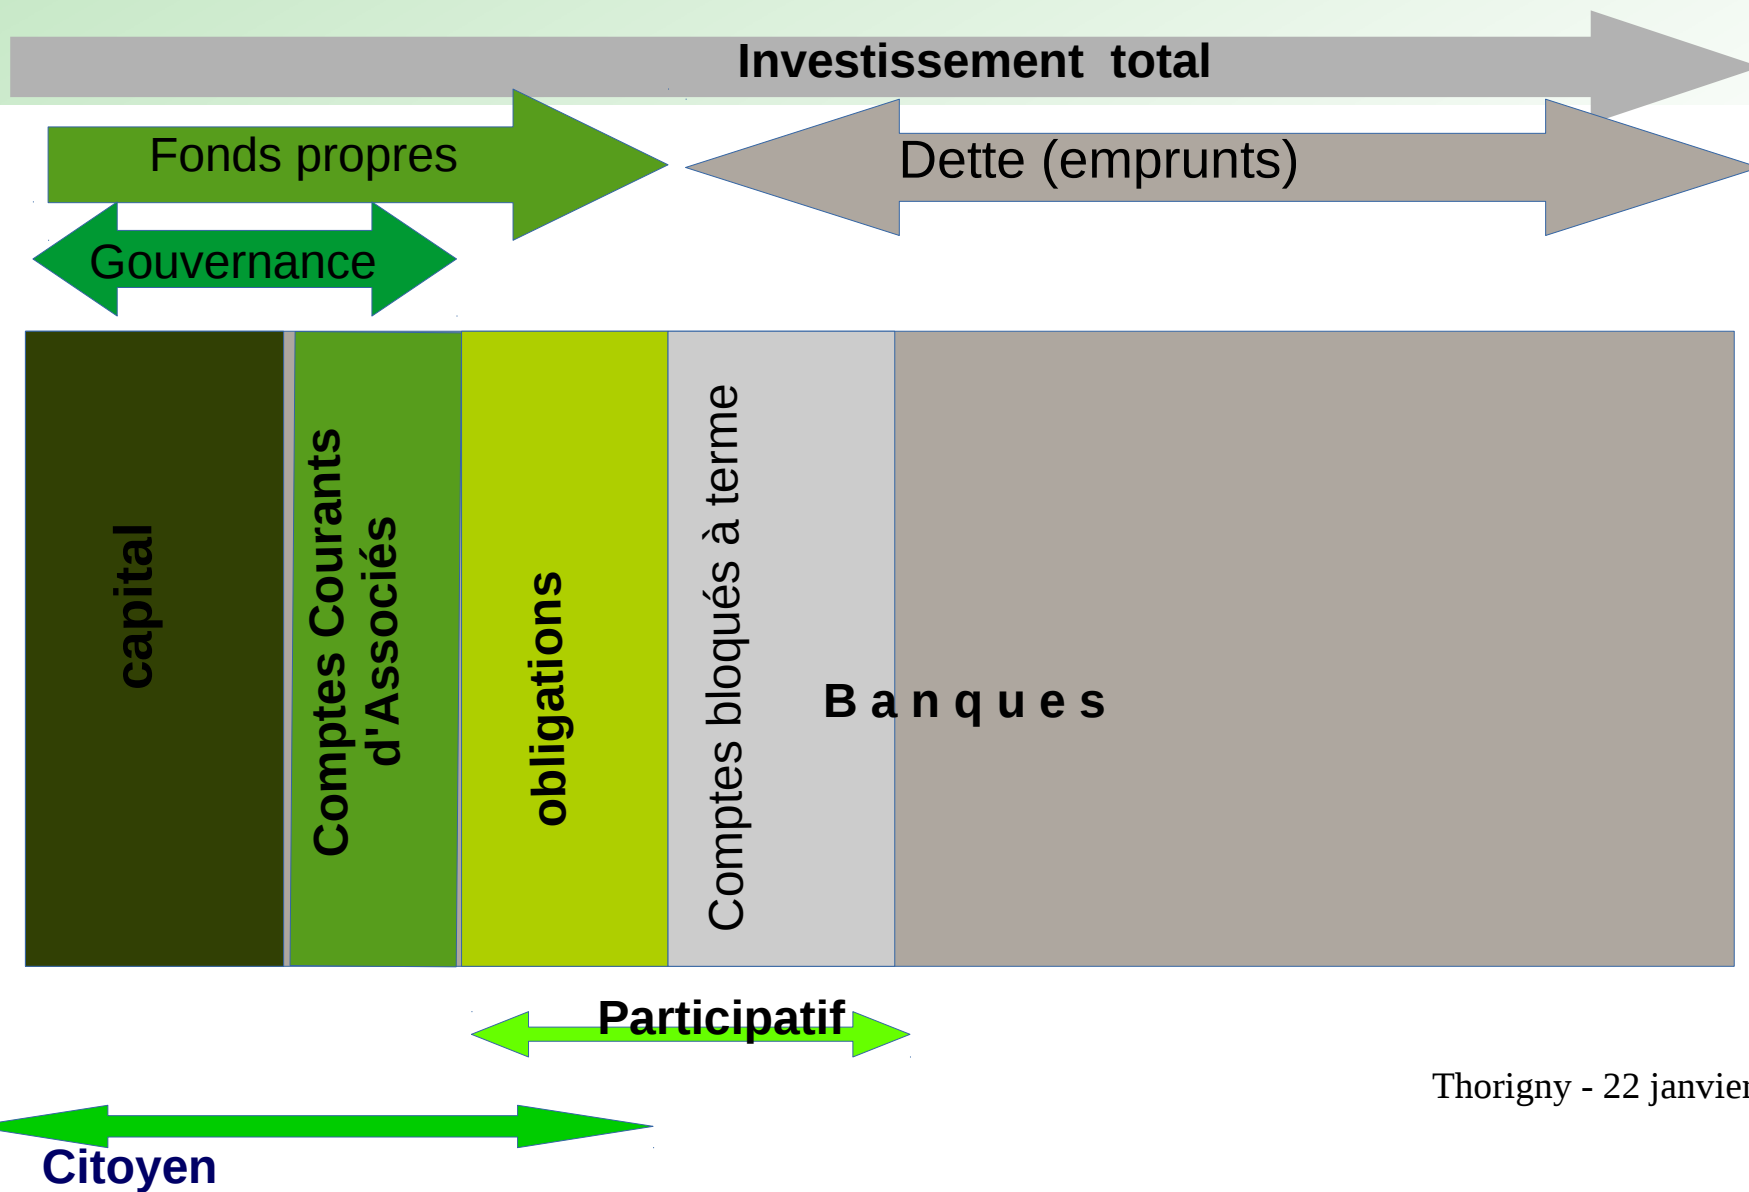 Investissement total
Fonds propres
Dette (emprunts)
Gouvernance
capital
Comptes Courants
d'Associés
obligations
Comptes bloqués à terme
Banques
Participatif
Thorigny - 22 janvier
Citoyen